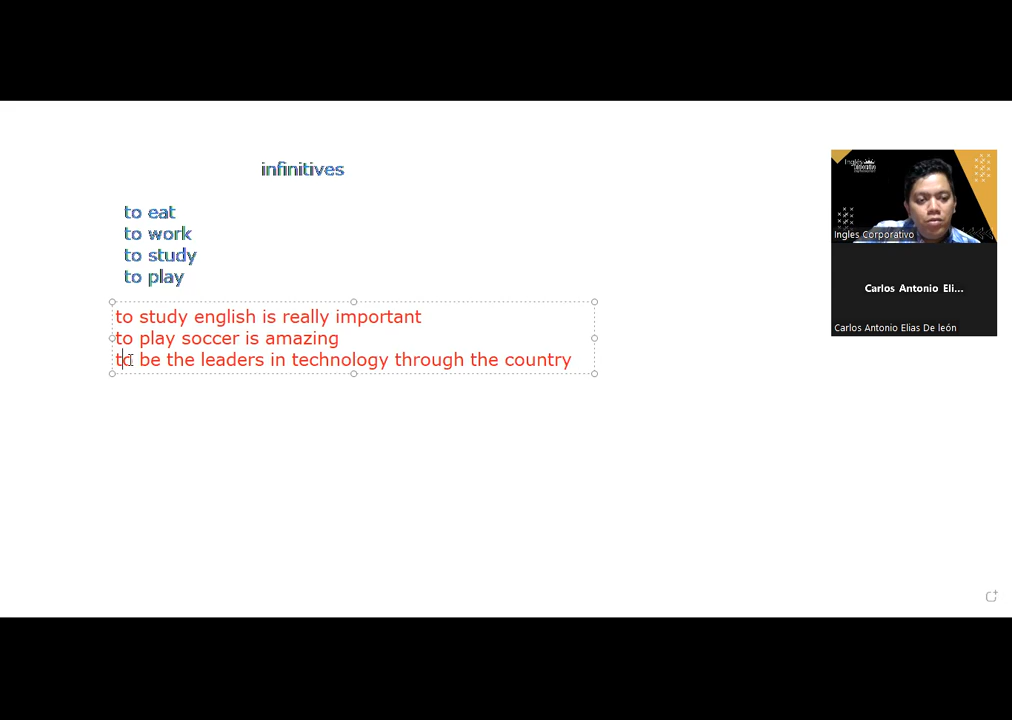 infinitives
to eat
to work
to study
to play
to study english is really important
to play soccer is amazing
to be the leaders in technology through the country
Inglés
Ingles Corporativo
Carlos Antonio Eli...
Carlos Antonio Elias De león